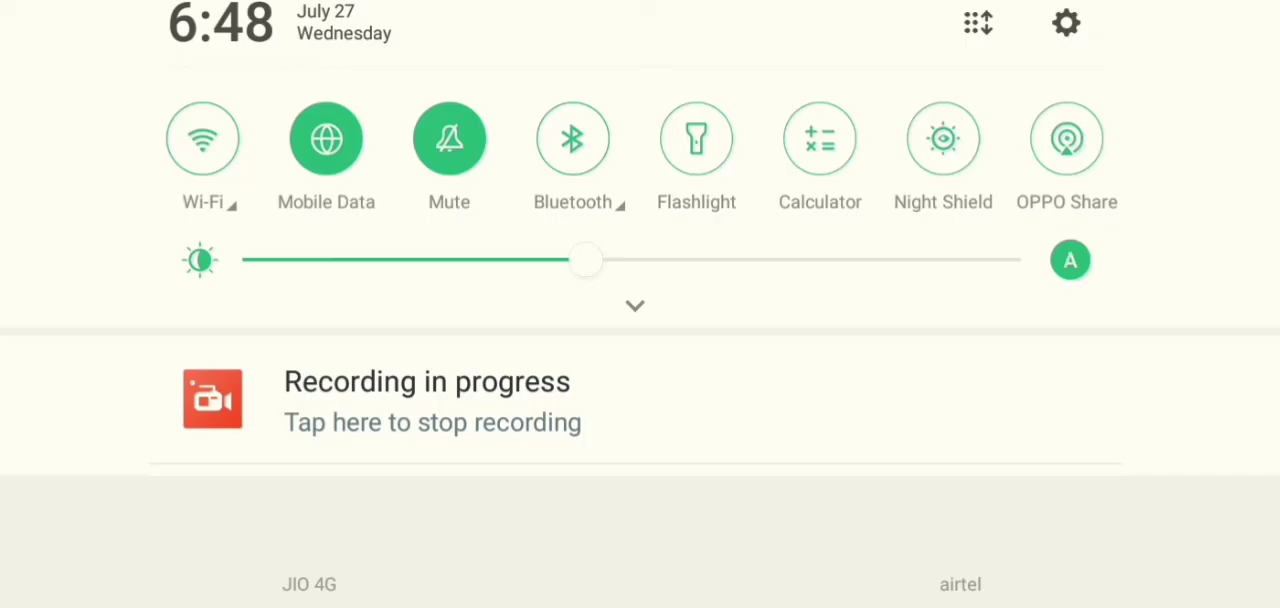 6:48
July 27
Wednesday
Wi-Fi Mobile Data Mute Bluetooth Flashlight Calculator Night Shield OPPO Share
A
Recording in progress
Tap here to stop recording
JIO 4G airtel